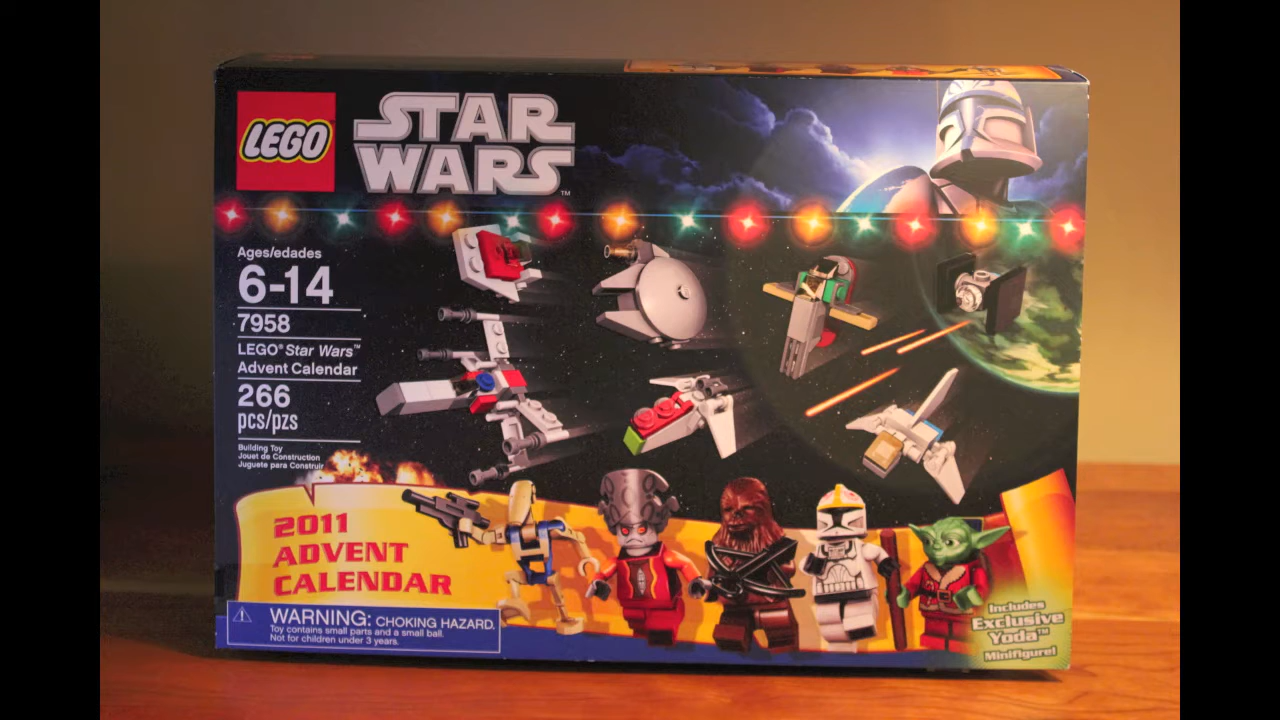 LEGO
STAR
WARS™
Ages/edades
6-14
7958
LEGO® Star Wars™
Advent Calendar
266
pcs/pzs
Building Toy
Jouet de Construction
Juguete para Construir
2011
ADVENT
CALENDAR
WARNING: CHOKING HAZARD.
Toy contains small parts and a small ball.
Not for children under 3 years.
Includes
Exclusive
Yoda™
Minifigure!